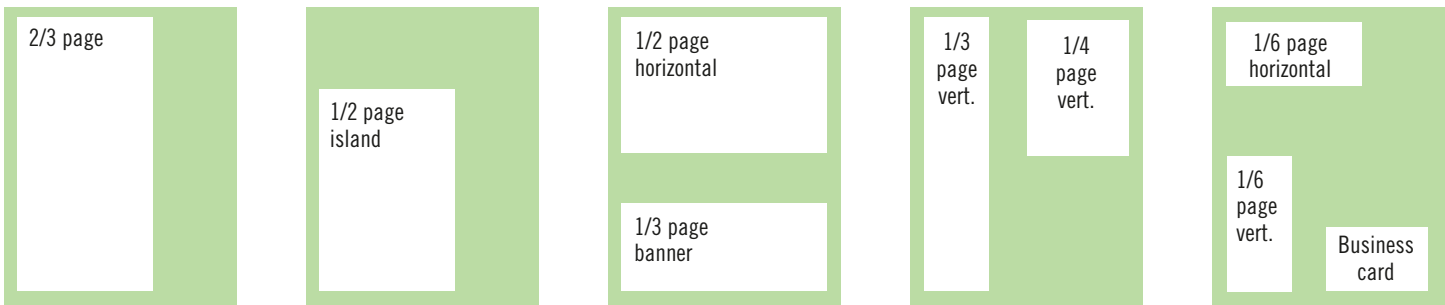 2/3 page
1/2 page
island
1/2 page
horizontal
1/3 page
banner
1/3
page
vert.
1/4
page
vert.
1/6 page
horizontal
1/6
page
vert.
Business
card